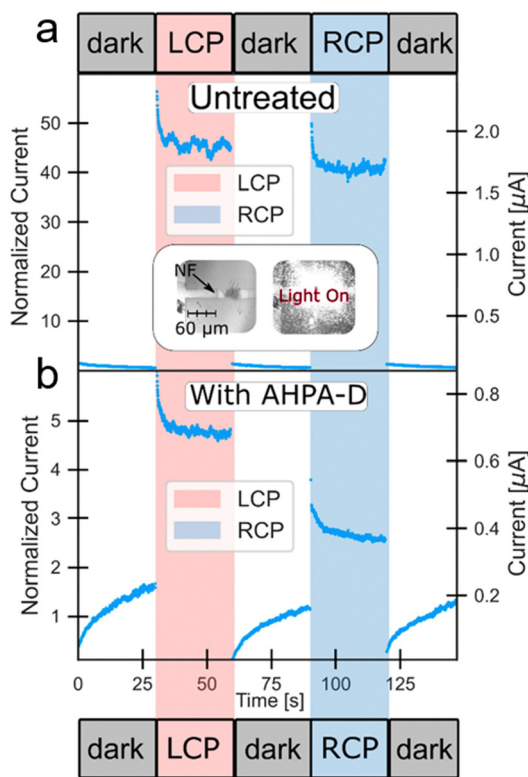 a
dark LCP dark RCP dark
Untreated
Normalized Current
50
40
30
20
10
LCP
RCP
NF
60 µm
Light On
2.0
1.5
1.0
0.5
Current [µA]
b
With AHPA-D
Normalized Current
5
4
3
2
1
LCP
RCP
0.8
0.6
0.4
0.2
Current [µA]
0 25 50 75 100 125
Time [s]
dark LCP dark RCP dark